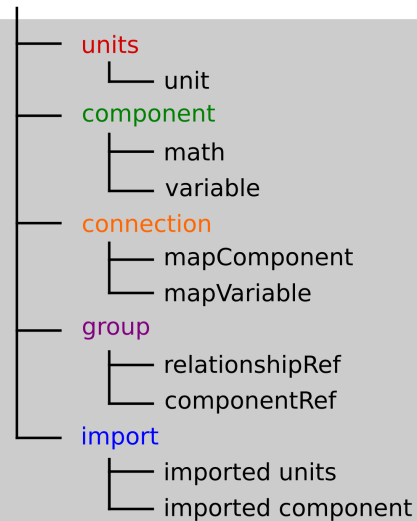 units
unit
component
math
variable
connection
mapComponent
mapVariable
group
relationshipRef
componentRef
import
imported units
imported component